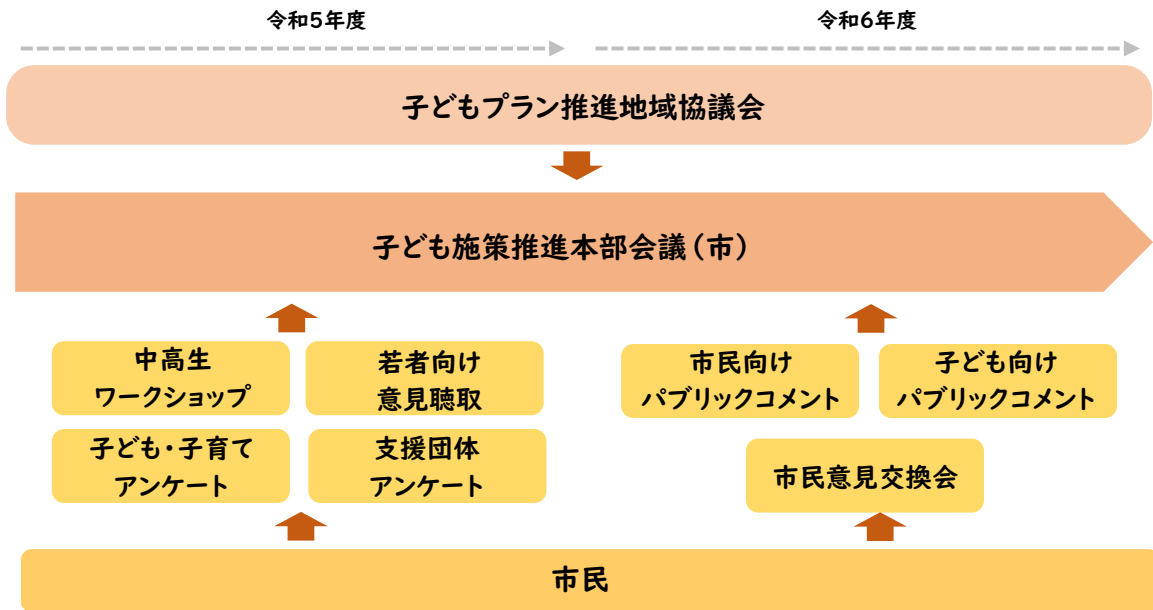 令和5年度
令和6年度
子どもプラン推進地域協議会
子ども施策推進本部会議(市)
中高生
ワークショップ
若者向け
意見聴取
市民向け
パブリックコメント
子ども向け
パブリックコメント
子ども・子育て
アンケート
支援団体
アンケート
市民意見交換会
市民